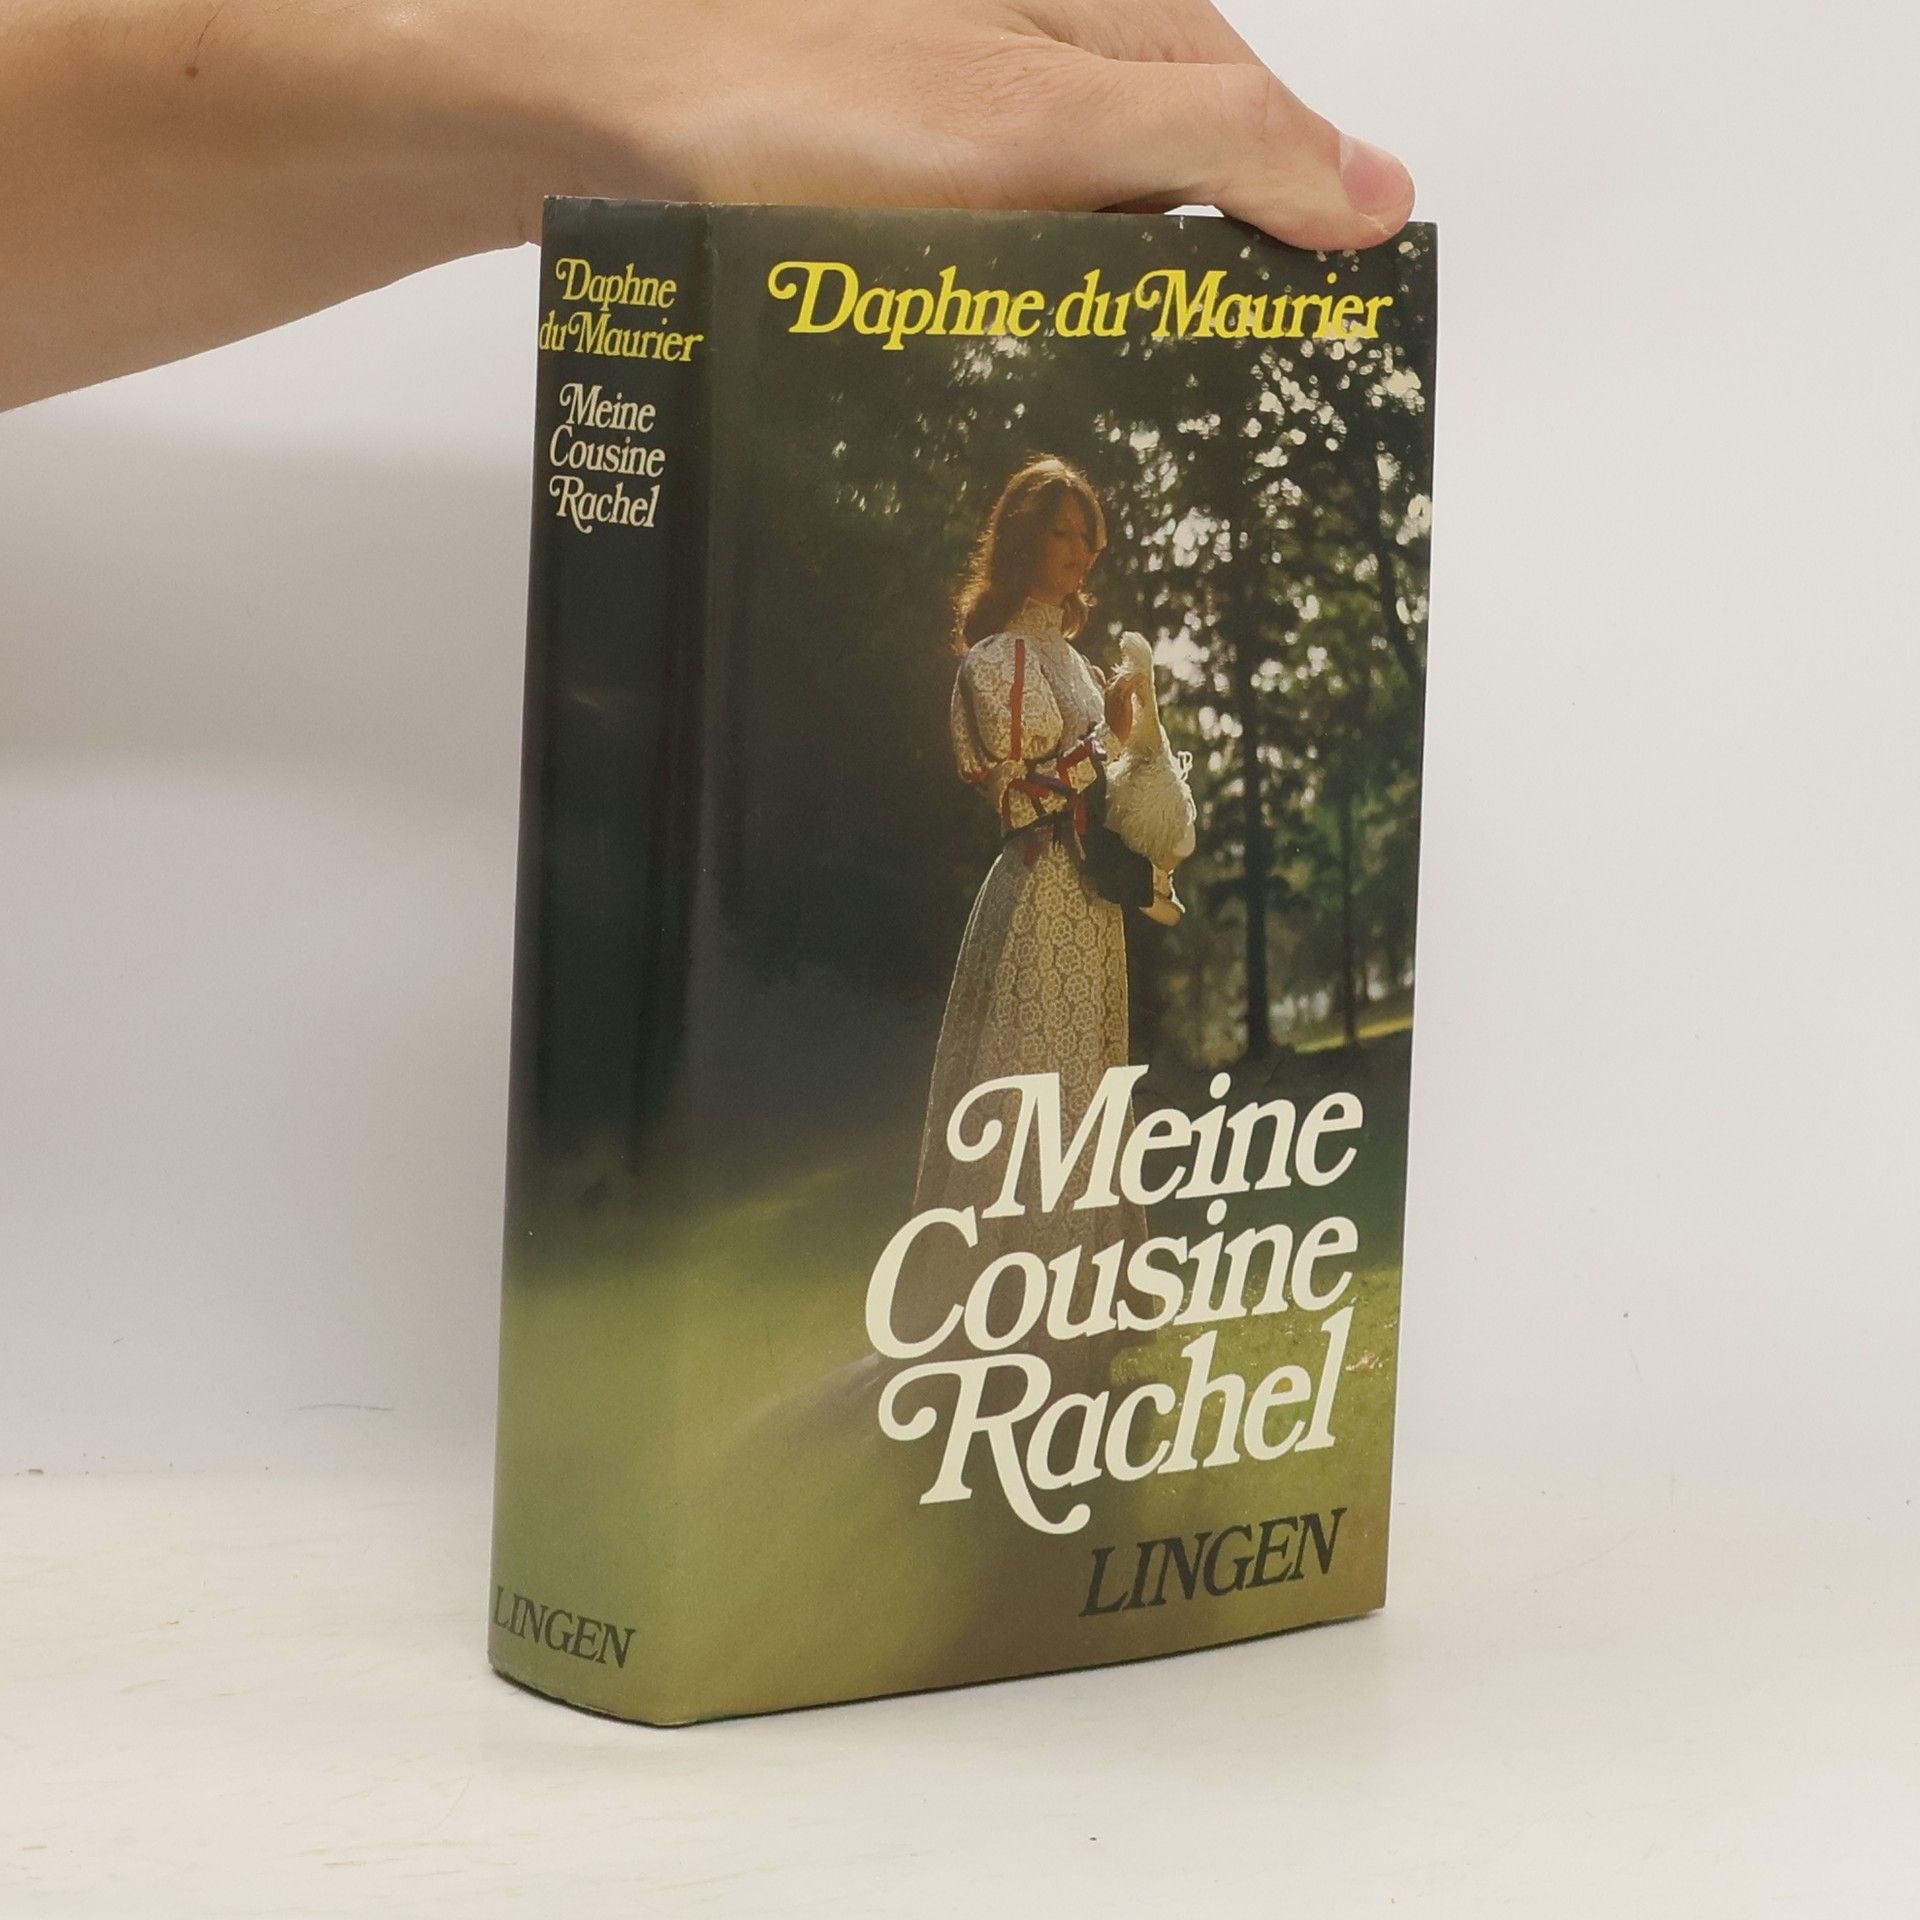 Daphne
du Maurier
Meine
Cousine
Rachel
LINGEN
Daphne du Maurier
Meine
Cousine
Rachel
LINGEN